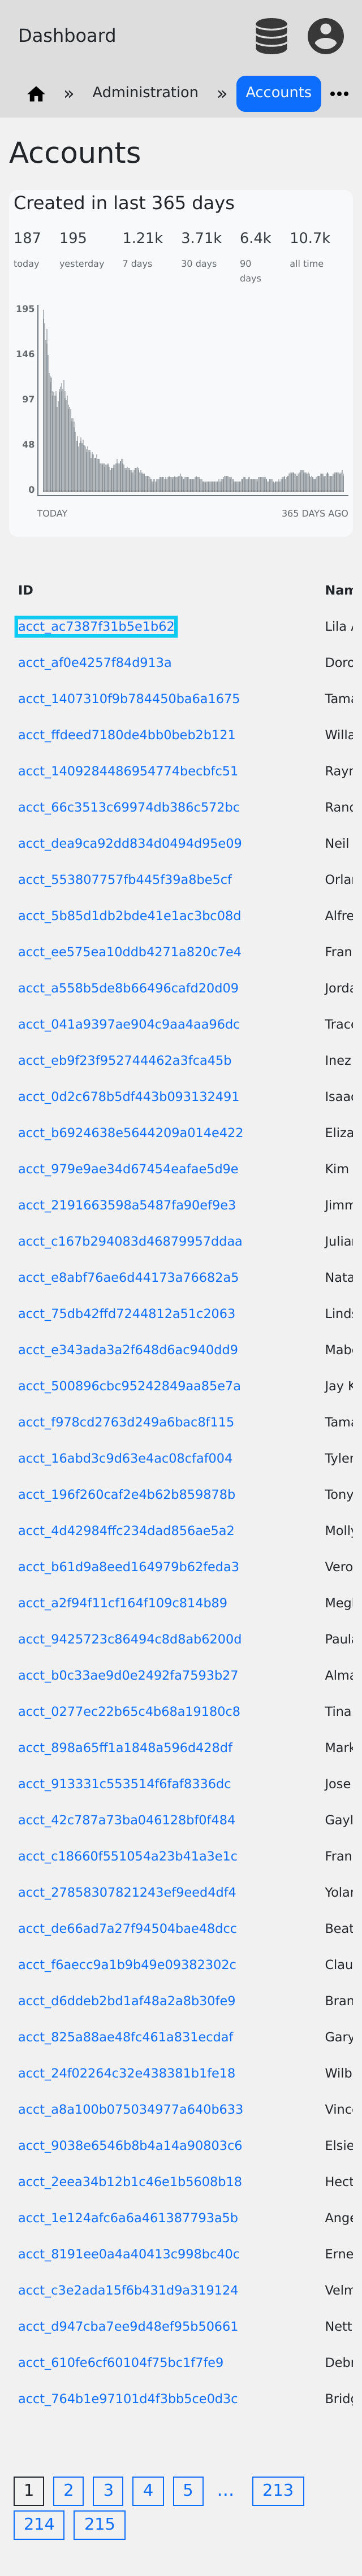 Dashboard
» Administration » Accounts
Accounts
Created in last 365 days
187 195 1.21k 3.71k 6.4k 10.7k
today yesterday 7 days 30 days 90 days all time
195
146
97
48
0
TODAY 365 DAYS AGO
ID Nam
acct_ac7387f31b5e1b62 Lila
acct_af0e4257f84d913a Doro
acct_1407310f9b784450ba6a1675 Tama
acct_ffdeed7180de4bb0beb2b121 Willa
acct_1409284486954774becbfc51 Rayn
acct_66c3513c69974db386c572bc Rand
acct_dea9ca92dd834d0494d95e09 Neil
acct_553807757fb445f39a8be5cf Orla
acct_5b85d1db2bde41e1ac3bc08d Alfre
acct_ee575ea10ddb4271a820c7e4 Fran
acct_a558b5de8b66496cafd20d09 Jorda
acct_041a9397ae904c9aa4aa96dc Trace
acct_eb9f23f952744462a3fca45b Inez
acct_0d2c678b5df443b093132491 Isaac
acct_b6924638e5644209a014e422 Eliza
acct_979e9ae34d67454eafae5d9e Kim
acct_2191663598a5487fa90ef9e3 Jimm
acct_c167b294083d46879957ddaa Julia
acct_e8abf76ae6d44173a76682a5 Nata
acct_75db42ffd7244812a51c2063 Linds
acct_e343ada3a2f648d6ac940dd9 Mabe
acct_500896cbc95242849aa85e7a Jay K
acct_f978cd2763d249a6bac8f115 Tama
acct_16abd3c9d63e4ac08cfaf004 Tyler
acct_196f260caf2e4b62b859878b Tony
acct_4d42984ffc234dad856ae5a2 Molly
acct_b61d9a8eed164979b62feda3 Vero
acct_a2f94f11cf164f109c814b89 Megl
acct_9425723c86494c8d8ab6200d Paula
acct_b0c33ae9d0e2492fa7593b27 Alma
acct_0277ec22b65c4b68a19180c8 Tina
acct_898a65ff1a1848a596d428df Mark
acct_913331c553514f6faf8336dc Jose
acct_42c787a73ba046128bf0f484 Gayl
acct_c18660f551054a23b41a3e1c Fran
acct_27858307821243ef9eed4df4 Yolar
acct_de66ad7a27f94504bae48dcc Beat
acct_f6aecc9a1b9b49e09382302c Clau
acct_d6ddeb2bd1af48a2a8b30fe9 Bran
acct_825a88ae48fc461a831ecdaf Gary
acct_24f02264c32e438381b1fe18 Wilb
acct_a8a100b075034977a640b633 Vinc
acct_9038e6546b8b4a14a90803c6 Elsie
acct_2eea34b12b1c46e1b5608b18 Hect
acct_1e124afc6a6a461387793a5b Ange
acct_8191ee0a4a40413c998bc40c Erne
acct_c3e2ada15f6b431d9a319124 Velm
acct_d947cba7ee9d48ef95b50661 Nett
acct_610fe6cf60104f75bc1f7fe9 Debr
acct_764b1e97101d4f3bb5ce0d3c Bridg
1 2 3 4 5 … 213
214 215